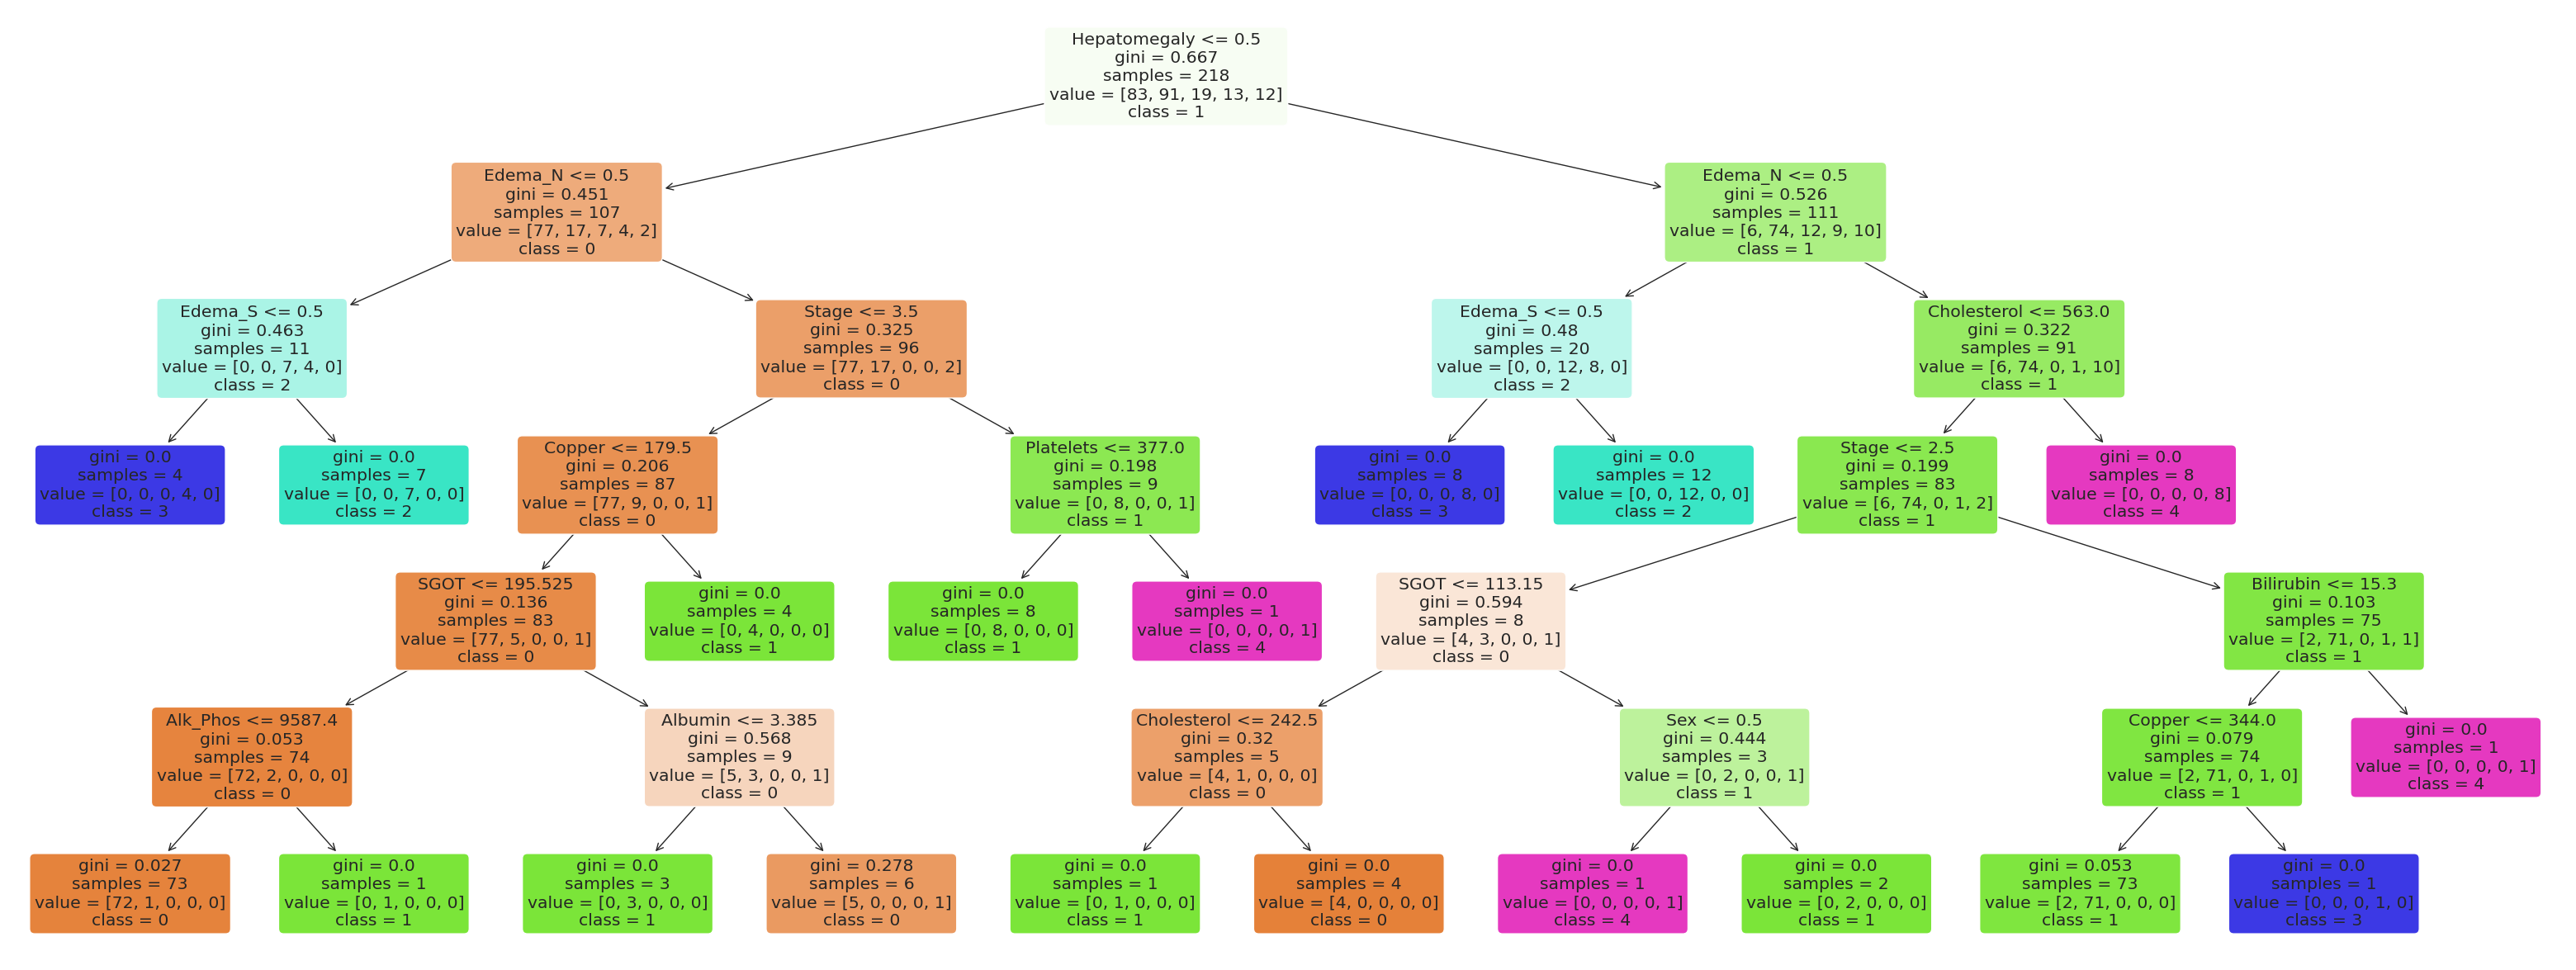 Hepatomegaly <= 0.5
gini = 0.667
samples = 218
value = [83, 91, 19, 13, 12]
class = 1
Edema_N <= 0.5
gini = 0.451
samples = 107
value = [77, 17, 7, 4, 2]
class = 0
Edema_N <= 0.5
gini = 0.526
samples = 111
value = [6, 74, 12, 9, 10]
class = 1
Edema_S <= 0.5
gini = 0.463
samples = 11
value = [0, 0, 7, 4, 0]
class = 2
Stage <= 3.5
gini = 0.325
samples = 96
value = [77, 17, 0, 0, 2]
class = 0
Edema_S <= 0.5
gini = 0.48
samples = 20
value = [0, 0, 12, 8, 0]
class = 2
Cholesterol <= 563.0
gini = 0.322
samples = 91
value = [6, 74, 0, 1, 10]
class = 1
gini = 0.0
samples = 4
value = [0, 0, 0, 4, 0]
class = 3
gini = 0.0
samples = 7
value = [0, 0, 7, 0, 0]
class = 2
Copper <= 179.5
gini = 0.206
samples = 87
value = [77, 9, 0, 0, 1]
class = 0
Platelets <= 377.0
gini = 0.198
samples = 9
value = [0, 8, 0, 0, 1]
class = 1
gini = 0.0
samples = 8
value = [0, 0, 0, 8, 0]
class = 3
gini = 0.0
samples = 12
value = [0, 0, 12, 0, 0]
class = 2
Stage <= 2.5
gini = 0.199
samples = 83
value = [6, 74, 0, 1, 2]
class = 1
gini = 0.0
samples = 8
value = [0, 0, 0, 0, 8]
class = 4
SGOT <= 195.525
gini = 0.136
samples = 83
value = [77, 5, 0, 0, 1]
class = 0
gini = 0.0
samples = 4
value = [0, 4, 0, 0, 0]
class = 1
gini = 0.0
samples = 8
value = [0, 8, 0, 0, 0]
class = 1
gini = 0.0
samples = 1
value = [0, 0, 0, 0, 1]
class = 4
SGOT <= 113.15
gini = 0.594
samples = 8
value = [4, 3, 0, 0, 1]
class = 0
Bilirubin <= 15.3
gini = 0.103
samples = 75
value = [2, 71, 0, 1, 1]
class = 1
Alk_Phos <= 9587.4
gini = 0.053
samples = 74
value = [72, 2, 0, 0, 0]
class = 0
Albumin <= 3.385
gini = 0.568
samples = 9
value = [5, 3, 0, 0, 1]
class = 0
Cholesterol <= 242.5
gini = 0.32
samples = 5
value = [4, 1, 0, 0, 0]
class = 0
Sex <= 0.5
gini = 0.444
samples = 3
value = [0, 2, 0, 0, 1]
class = 1
Copper <= 344.0
gini = 0.079
samples = 74
value = [2, 71, 0, 1, 0]
class = 1
gini = 0.0
samples = 1
value = [0, 0, 0, 0, 1]
class = 4
gini = 0.027
samples = 73
value = [72, 1, 0, 0, 0]
class = 0
gini = 0.0
samples = 1
value = [0, 1, 0, 0, 0]
class = 1
gini = 0.0
samples = 3
value = [0, 3, 0, 0, 0]
class = 1
gini = 0.278
samples = 6
value = [5, 0, 0, 0, 1]
class = 0
gini = 0.0
samples = 1
value = [0, 1, 0, 0, 0]
class = 1
gini = 0.0
samples = 4
value = [4, 0, 0, 0, 0]
class = 0
gini = 0.0
samples = 1
value = [0, 0, 0, 0, 1]
class = 4
gini = 0.0
samples = 2
value = [0, 2, 0, 0, 0]
class = 1
gini = 0.053
samples = 73
value = [2, 71, 0, 0, 0]
class = 1
gini = 0.0
samples = 1
value = [0, 0, 0, 1, 0]
class = 3